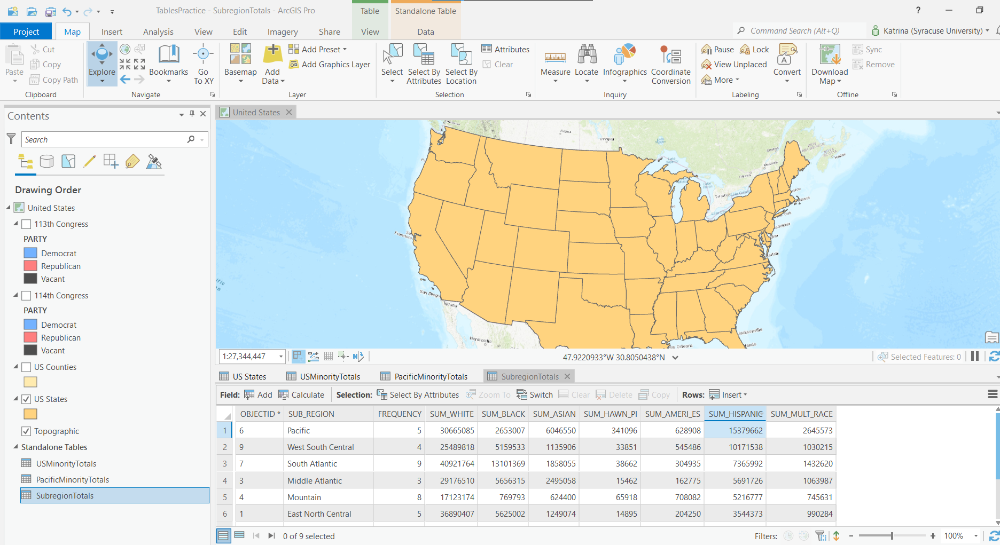 TablesPractice - SubregionTotals - ArcGIS Pro
Table
Standalone Table
?
Project
Map
Insert
Analysis
View
Edit
Imagery
Share
View
Data
Command Search (Alt+Q)
Katrina (Syracuse University)
Paste
Cut
Copy
Copy Path
Clipboard
Explore
Bookmarks
Go To XY
Navigate
Basemap
Add Data
Add Preset
Add Graphics Layer
Layer
Select
Select By Attributes
Select By Location
Attributes
Clear
Selection
Measure
Locate
Infographics
Coordinate Conversion
Inquiry
Pause
Lock
View Unplaced
More
Convert
Labeling
Download Map
Sync
Remove
Offline
Contents
Search
Drawing Order
United States
113th Congress
PARTY
Democrat
Republican
Vacant
114th Congress
PARTY
Democrat
Republican
Vacant
US Counties
US States
Topographic
Standalone Tables
USMinorityTotals
PacificMinorityTotals
SubregionTotals
United States
Regina
Winnipeg
Montreal
Ottawa
Toronto
Halifax
NOVA SCOTIA
San Diego
Tijuana
Hermosillo
Jacksonville
1:27,344,447
47.9220933°W 30.8050438°N
Selected Features: 0
US States
USMinorityTotals
PacificMinorityTotals
SubregionTotals
Field: Add Calculate Selection: Select By Attributes Zoom To Switch Clear Delete Copy Rows: Insert
OBJECTID * SUB_REGION FREQUENCY SUM_WHITE SUM_BLACK SUM_ASIAN SUM_HAWN_PI SUM_AMERI_ES SUM_HISPANIC SUM_MULT_RACE
1 6 Pacific 5 30665085 2653007 6046550 341096 628908 15379662 2645573
2 9 West South Central 4 25489818 5159533 1135906 33851 545486 10171538 1030215
3 7 South Atlantic 9 40921764 13101369 1858055 38662 304935 7365992 1432620
4 3 Middle Atlantic 3 29176510 5656315 2495058 15462 162775 5691726 1063987
5 4 Mountain 8 17123174 769793 624400 65918 708082 5216777 745631
6 1 East North Central 5 36890407 5625002 1249074 14895 204250 3544373 990284
0 of 9 selected
Filters:
100%